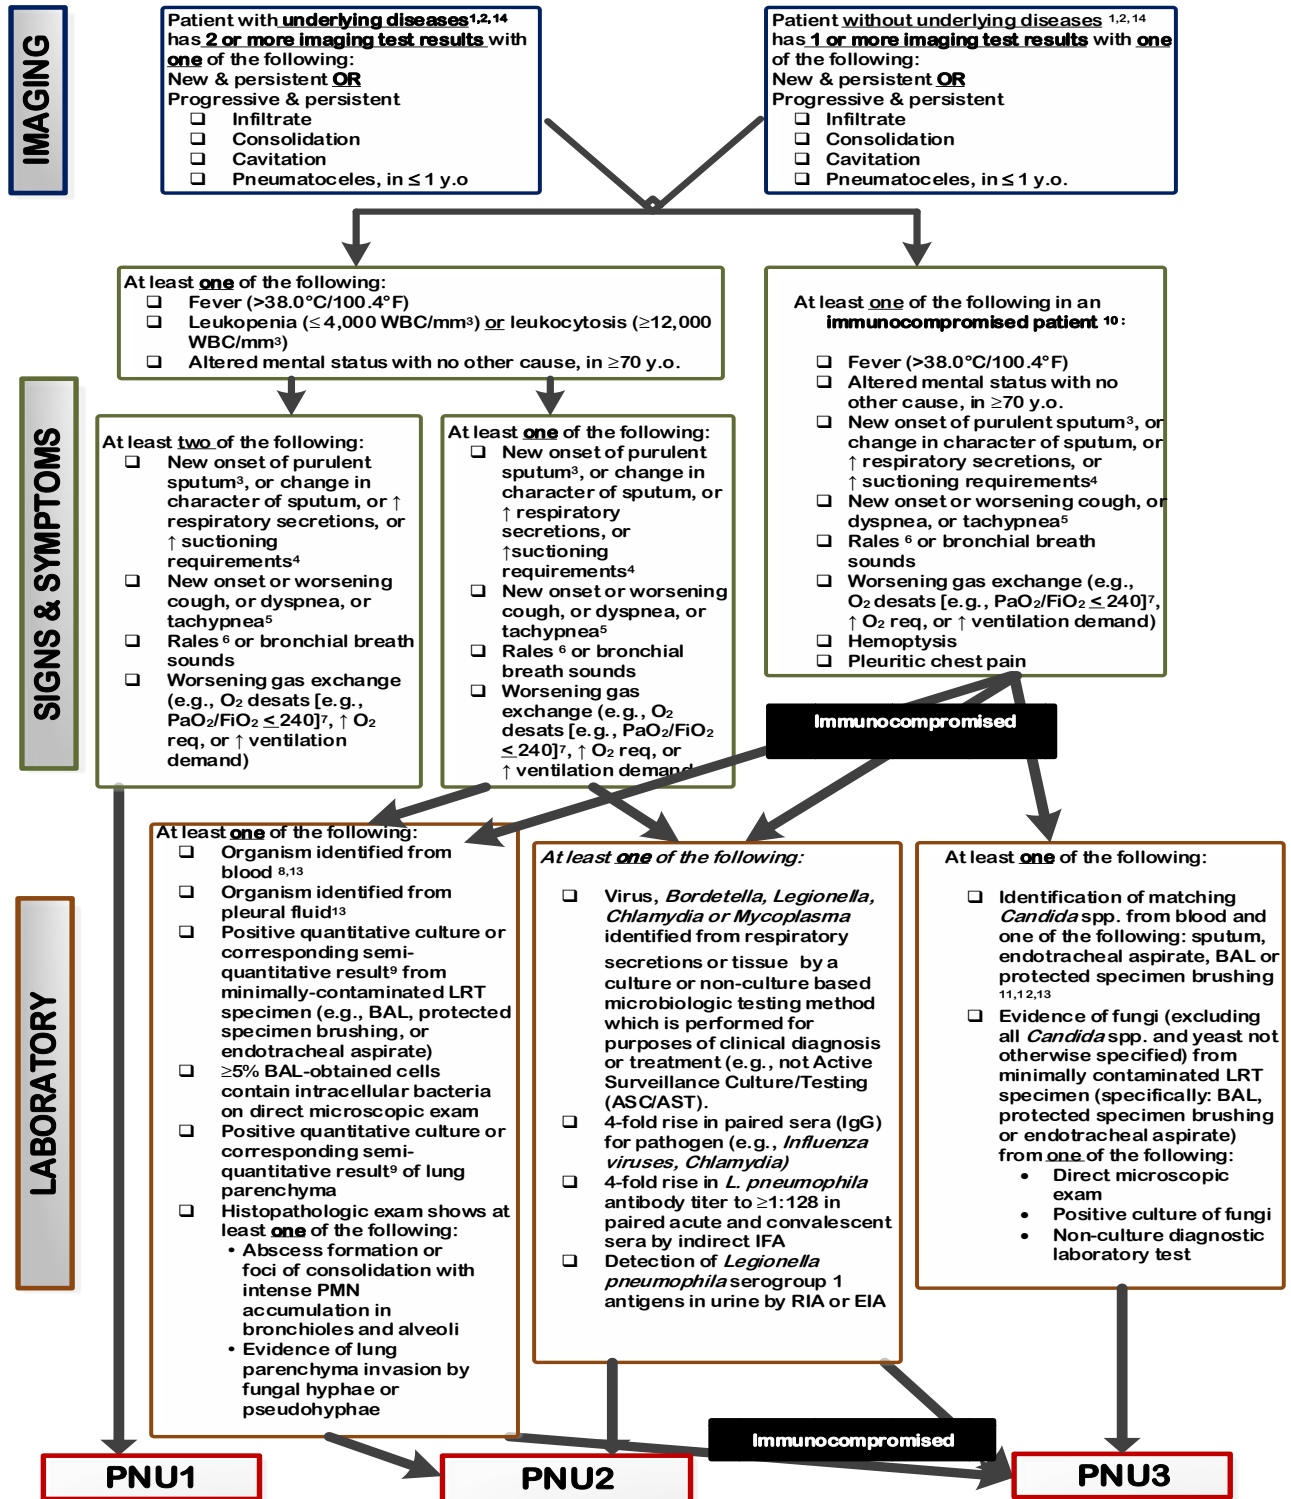 IMAGING
Patient with underlying diseases1,2,14
has 2 or more imaging test results with
one of the following:
New & persistent OR
Progressive & persistent
❑ Infiltrate
❑ Consolidation
❑ Cavitation
❑ Pneumatoceles, in ≤ 1 y.o
Patient without underlying diseases 1,2,14
has 1 or more imaging test results with one
of the following:
New & persistent OR
Progressive & persistent
❑ Infiltrate
❑ Consolidation
❑ Cavitation
❑ Pneumatoceles, in ≤ 1 y.o.
SIGNS & SYMPTOMS
At least one of the following:
❑ Fever (>38.0°C/100.4°F)
❑ Leukopenia (≤ 4,000 WBC/mm3) or leukocytosis (≥12,000
WBC/mm3)
❑ Altered mental status with no other cause, in ≥70 y.o.
At least two of the following:
❑ New onset of purulent
sputum3, or change in
character of sputum, or ↑
respiratory secretions, or
↑ suctioning
requirements4
❑ New onset or worsening
cough, or dyspnea, or
tachypnea5
❑ Rales 6 or bronchial breath
sounds
❑ Worsening gas exchange
(e.g., O2 desats [e.g.,
PaO2/FiO2 ≤ 240]7, ↑ O2
req, or ↑ ventilation
demand)
At least one of the following:
❑ New onset of purulent
sputum3, or change in
character of sputum, or
↑ respiratory
secretions, or
↑suctioning
requirements4
❑ New onset or worsening
cough, or dyspnea, or
tachypnea5
❑ Rales 6 or bronchial
breath sounds
❑ Worsening gas
exchange (e.g., O2
desats [e.g., PaO2/FiO2
≤ 240]7, ↑ O2 req, or
↑ ventilation demand
At least one of the following in an
immunocompromised patient 10 :
❑ Fever (>38.0°C/100.4°F)
❑ Altered mental status with no
other cause, in ≥70 y.o.
❑ New onset of purulent sputum3, or
change in character of sputum, or
↑ respiratory secretions, or
↑ suctioning requirements4
❑ New onset or worsening cough, or
dyspnea, or tachypnea5
❑ Rales 6 or bronchial breath
sounds
❑ Worsening gas exchange (e.g.,
O2 desats [e.g., PaO2/FiO2 ≤ 240]7,
↑ O2 req, or ↑ ventilation demand)
❑ Hemoptysis
❑ Pleuritic chest pain
Immunocompromised
LABORATORY
At least one of the following:
❑ Organism identified from
blood 8,13
❑ Organism identified from
pleural fluid13
❑ Positive quantitative culture or
corresponding semi-
quantitative result9 from
minimally-contaminated LRT
specimen (e.g., BAL, protected
specimen brushing, or
endotracheal aspirate)
❑ ≥5% BAL-obtained cells
contain intracellular bacteria
on direct microscopic exam
❑ Positive quantitative culture or
corresponding semi-
quantitative result9 of lung
parenchyma
❑ Histopathologic exam shows at
least one of the following:
• Abscess formation or
foci of consolidation with
intense PMN
accumulation in
bronchioles and alveoli
• Evidence of lung
parenchyma invasion by
fungal hyphae or
pseudohyphae
At least one of the following:
❑ Virus, Bordetella, Legionella,
Chlamydia or Mycoplasma
identified from respiratory
secretions or tissue by a
culture or non-culture based
microbiologic testing method
which is performed for
purposes of clinical diagnosis
or treatment (e.g., not Active
Surveillance Culture/Testing
(ASC/AST).
❑ 4-fold rise in paired sera (IgG)
for pathogen (e.g., Influenza
viruses, Chlamydia)
❑ 4-fold rise in L. pneumophila
antibody titer to ≥1:128 in
paired acute and convalescent
sera by indirect IFA
❑ Detection of Legionella
pneumophila serogroup 1
antigens in urine by RIA or EIA
At least one of the following:
❑ Identification of matching
Candida spp. from blood and
one of the following: sputum,
endotracheal aspirate, BAL or
protected specimen brushing
11,12,13
❑ Evidence of fungi (excluding
all Candida spp. and yeast not
otherwise specified) from
minimally contaminated LRT
specimen (specifically: BAL,
protected specimen brushing
or endotracheal aspirate)
from one of the following:
• Direct microscopic
exam
• Positive culture of fungi
• Non-culture diagnostic
laboratory test
Immunocompromised
PNU1
PNU2
PNU3